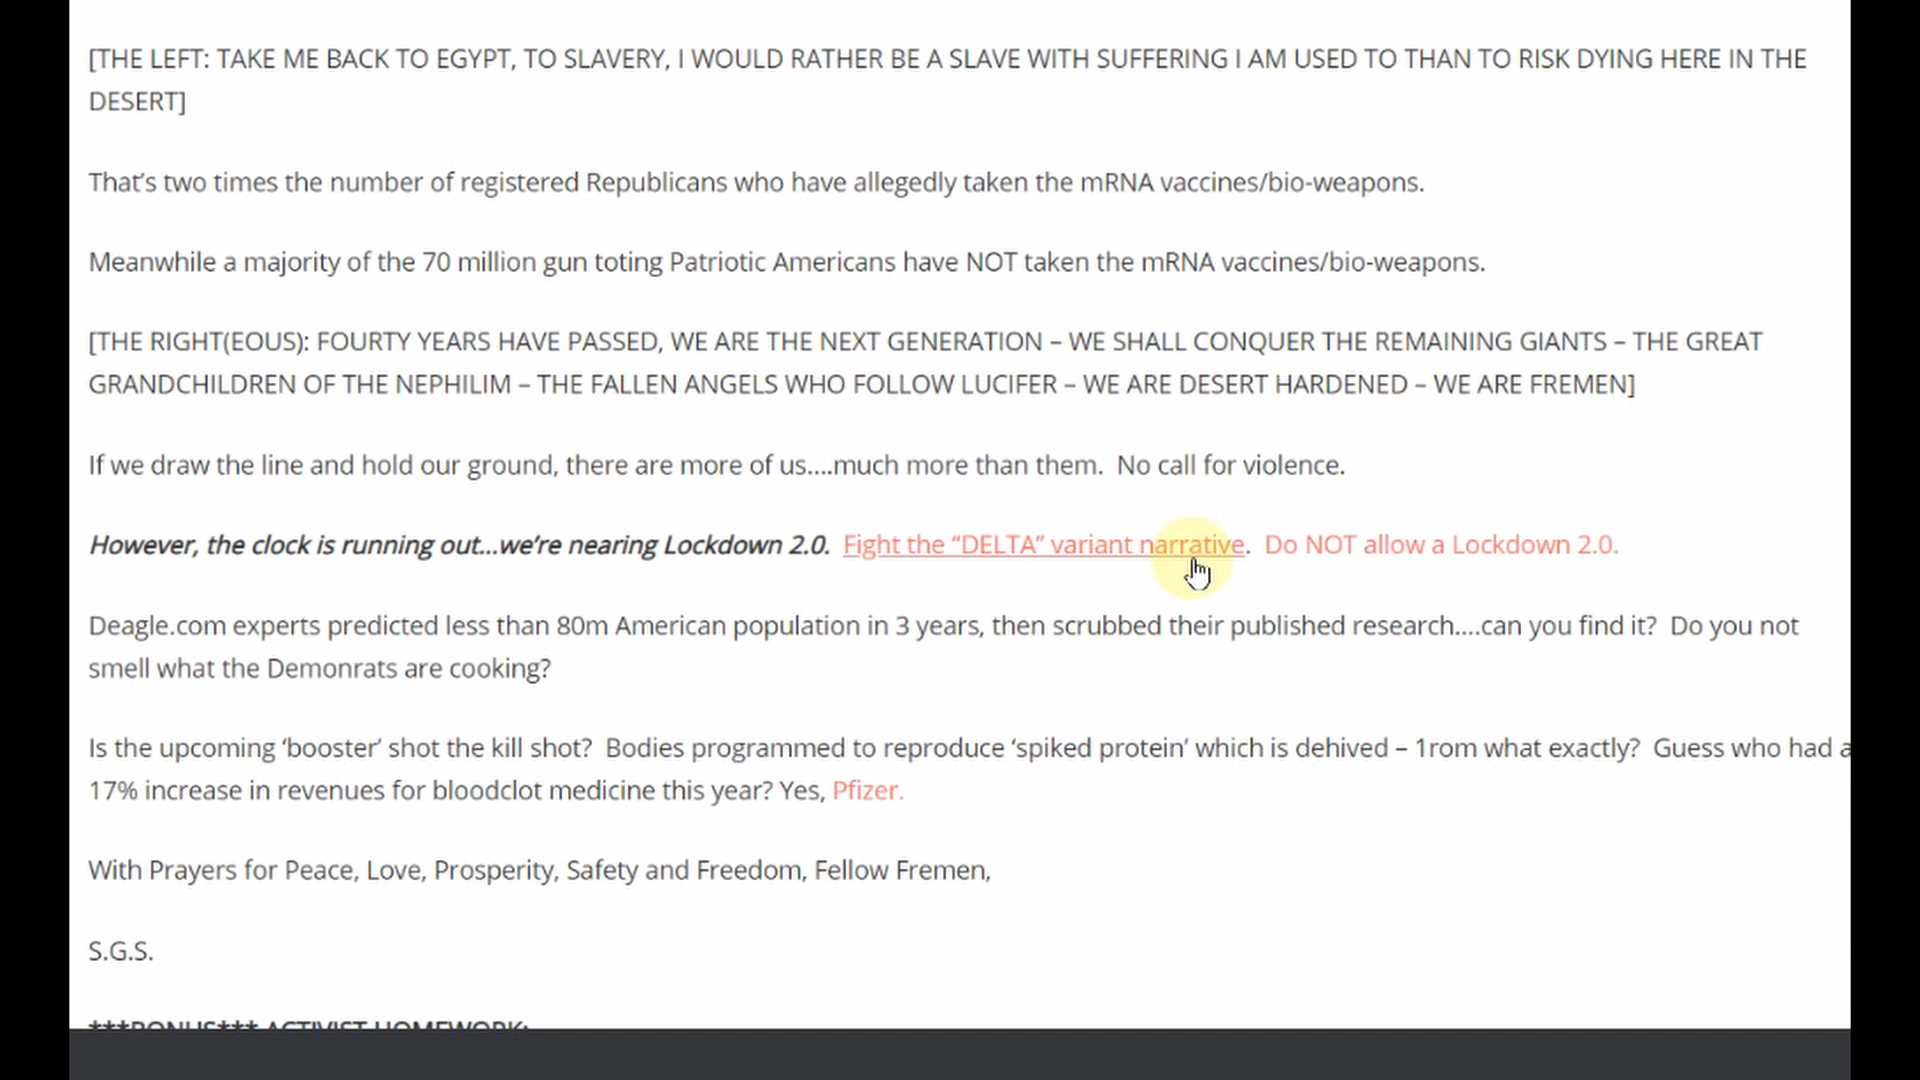 [THE LEFT: TAKE ME BACK TO EGYPT, TO SLAVERY, I WOULD RATHER BE A SLAVE WITH SUFFERING I AM USED TO THAN TO RISK DYING HERE IN THE
DESERT]
That’s two times the number of registered Republicans who have allegedly taken the mRNA vaccines/bio-weapons.
Meanwhile a majority of the 70 million gun toting Patriotic Americans have NOT taken the mRNA vaccines/bio-weapons.
[THE RIGHT(EOUS): FOURTY YEARS HAVE PASSED, WE ARE THE NEXT GENERATION – WE SHALL CONQUER THE REMAINING GIANTS – THE GREAT
GRANDCHILDREN OF THE NEPHILIM – THE FALLEN ANGELS WHO FOLLOW LUCIFER – WE ARE DESERT HARDENED – WE ARE FREMEN]
If we draw the line and hold our ground, there are more of us....much more than them.  No call for violence.
However, the clock is running out...we’re nearing Lockdown 2.0.  Fight the “DELTA” variant narrative.  Do NOT allow a Lockdown 2.0.
Deagle.com experts predicted less than 80m American population in 3 years, then scrubbed their published research....can you find it?  Do you not
smell what the Demonrats are cooking?
Is the upcoming ‘booster’ shot the kill shot?  Bodies programmed to reproduce ‘spiked protein’ which is dehived – 1rom what exactly?  Guess who had a
17% increase in revenues for bloodclot medicine this year? Yes, Pfizer.
With Prayers for Peace, Love, Prosperity, Safety and Freedom, Fellow Fremen,
S.G.S.
***BONUS*** ACTIVIST HOMEWORK: